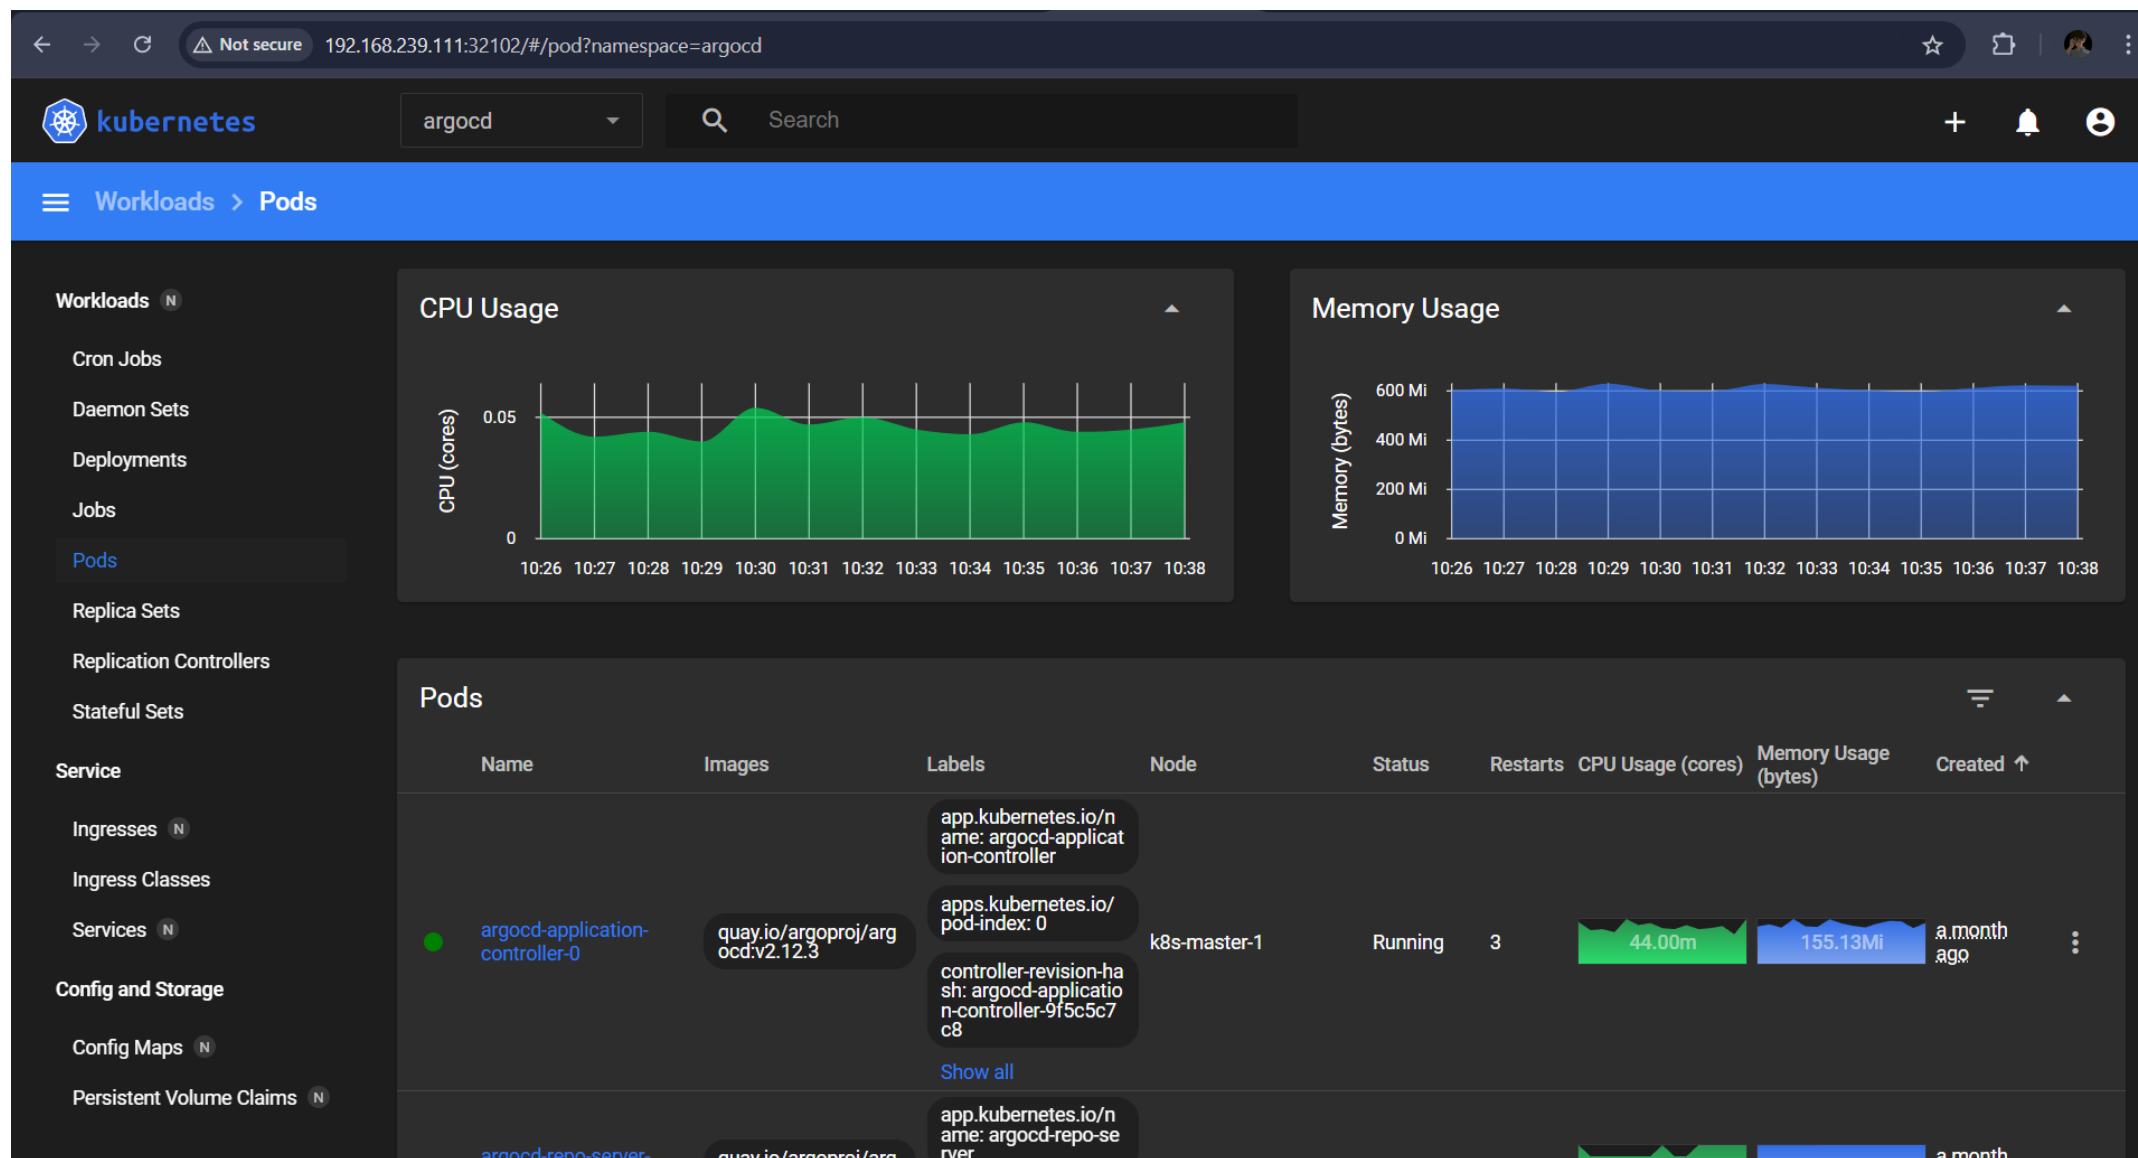 Not secure 192.168.239.111:32102/#/pod?namespace=argocd
kubernetes
argocd
Search
Workloads > Pods
Workloads N
Cron Jobs
Daemon Sets
Deployments
Jobs
Pods
Replica Sets
Replication Controllers
Stateful Sets
Service
Ingresses N
Ingress Classes
Services N
Config and Storage
Config Maps N
Persistent Volume Claims N
CPU Usage
CPU (cores)
0.05
0
10:26 10:27 10:28 10:29 10:30 10:31 10:32 10:33 10:34 10:35 10:36 10:37 10:38
Memory Usage
Memory (bytes)
600 Mi
400 Mi
200 Mi
0 Mi
10:26 10:27 10:28 10:29 10:30 10:31 10:32 10:33 10:34 10:35 10:36 10:37 10:38
Pods
Name Images Labels Node Status Restarts CPU Usage (cores) Memory Usage
(bytes) Created
argocd-application-
controller-0
quay.io/argoproj/arg
ocd:v2.12.3
app.kubernetes.io/n
ame: argocd-applicat
ion-controller
apps.kubernetes.io/
pod-index: 0
controller-revision-ha
sh: argocd-applicatio
n-controller-9f5c5c7
c8
Show all
k8s-master-1
Running
3
44.00m
155.13Mi
a month
ago
argocd-repo-server-
quay.io/argoproj/arg
app.kubernetes.io/n
ame: argocd-repo-se
rver
a month